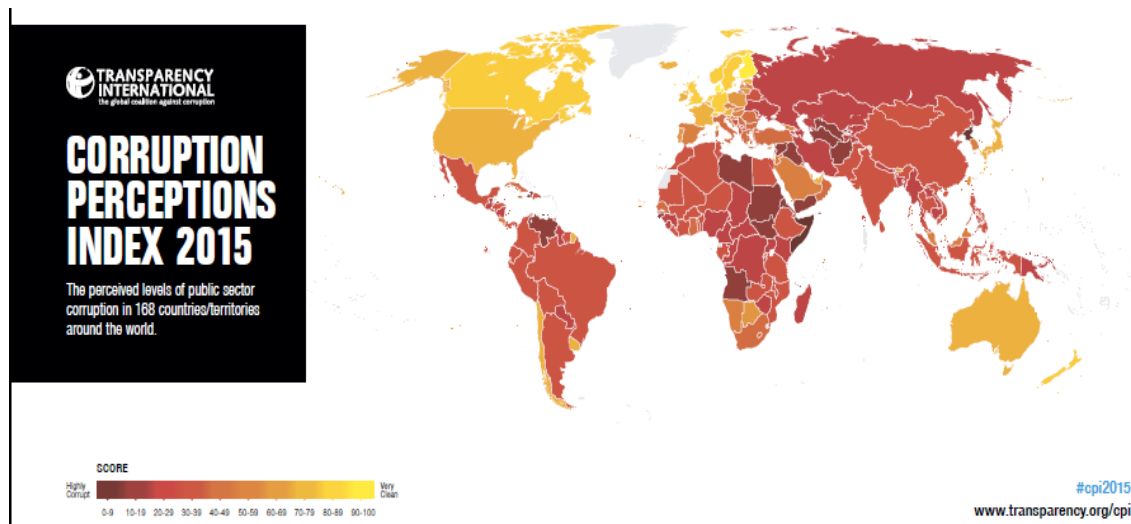 TRANSPARENCY
INTERNATIONAL
the global coalition against corruption
CORRUPTION
PERCEPTIONS
INDEX 2015
The perceived levels of public sector
corruption in 168 countries/territories
around the world.
SCORE
Highly
Corrupt
Very
Clean
0-9 10-19 20-29 30-39 40-49 50-59 60-69 70-79 80-89 90-100
#cpi2015
www.transparency.org/cpi